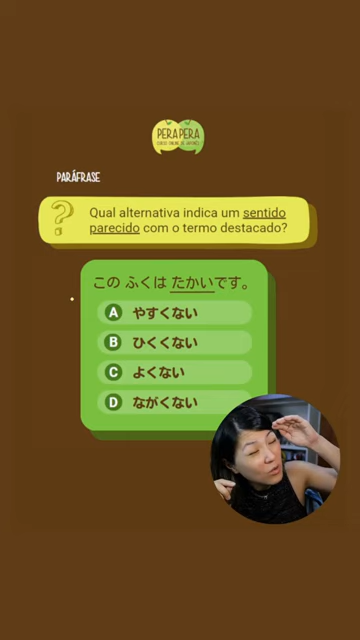 PERAPERA
CURSO ONLINE DE JAPONÊS
PARÁFRASE
?
Qual alternativa indica um sentido
parecido com o termo destacado?
この ふくは たかいです。
A やすくない
B ひくくない
C よくない
D ながくない